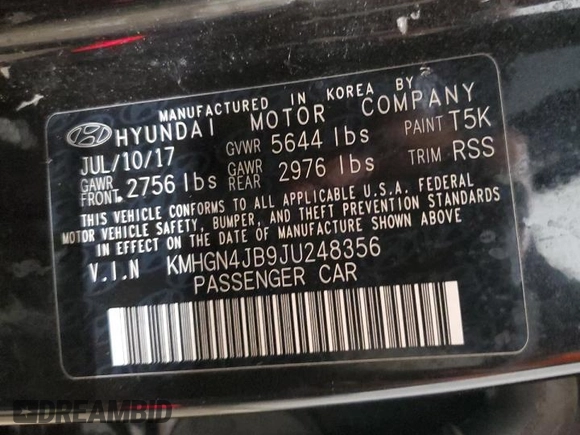 MANUFACTURED IN KOREA BY
HYUNDAI MOTOR COMPANY
JUL/10/17 GVWR 5644 lbs PAINT T5K
GAWR FRONT 2756 lbs GAWR REAR 2976 lbs TRIM RSS
THIS VEHICLE CONFORMS TO ALL APPLICABLE U.S.A. FEDERAL
MOTOR VEHICLE SAFETY, BUMPER, AND THEFT PREVENTION STANDARDS
IN EFFECT ON THE DATE OF MANUFACTURE SHOWN ABOVE
V.I.N KMHGN4JB9JU248356
PASSENGER CAR
DREAMBID